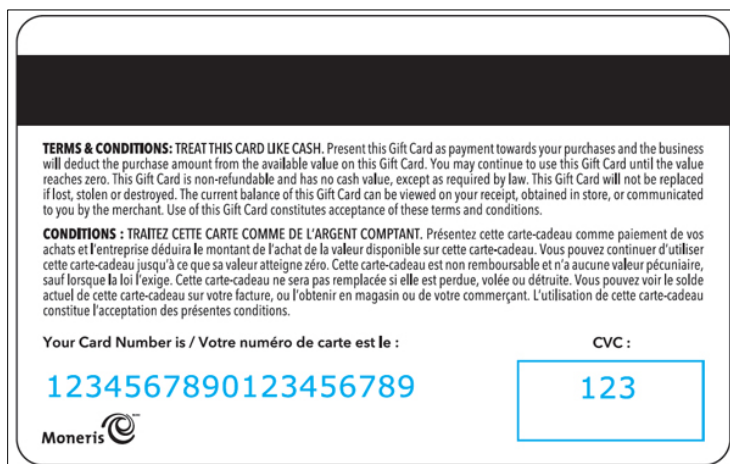 TERMS & CONDITIONS: TREAT THIS CARD LIKE CASH. Present this Gift Card as payment towards your purchases and the business
will deduct the purchase amount from the available value on this Gift Card. You may continue to use this Gift Card until the value
reaches zero. This Gift Card is non-refundable and has no cash value, except as required by law. This Gift Card will not be replaced
if lost, stolen or destroyed. The current balance of this Gift Card can be viewed on your receipt, obtained in store, or communicated
to you by the merchant. Use of this Gift Card constitutes acceptance of these terms and conditions.
CONDITIONS : TRAITEZ CETTE CARTE COMME DE L'ARGENT COMPTANT. Présentez cette carte-cadeau comme paiement de vos
achats et l'entreprise déduira le montant de l'achat de la valeur disponible sur cette carte-cadeau. Vous pouvez continuer d'utiliser
cette carte-cadeau jusqu'à ce que sa valeur atteigne zéro. Cette carte-cadeau est non remboursable et n'a aucune valeur pécuniaire,
sauf lorsque la loi l'exige. Cette carte-cadeau ne sera pas remplacée si elle est perdue, volée ou détruite. Vous pouvez voir le solde
actuel de cette carte-cadeau sur votre facture, ou l'obtenir en magasin ou de votre commerçant. L'utilisation de cette carte-cadeau
constitue l'acceptation des présentes conditions.
Your Card Number is / Votre numéro de carte est le :
CVC :
1234567890123456789
123
Moneris